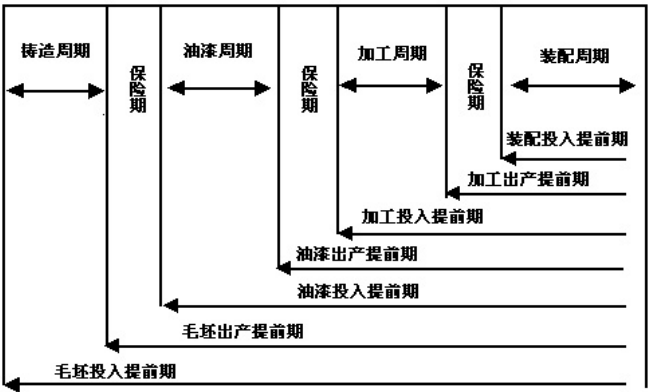 铸造周期
保险期
油漆周期
保险期
加工周期
保险期
装配周期
装配投入提前期
加工出产提前期
加工投入提前期
油漆出产提前期
油漆投入提前期
毛坯出产提前期
毛坯投入提前期